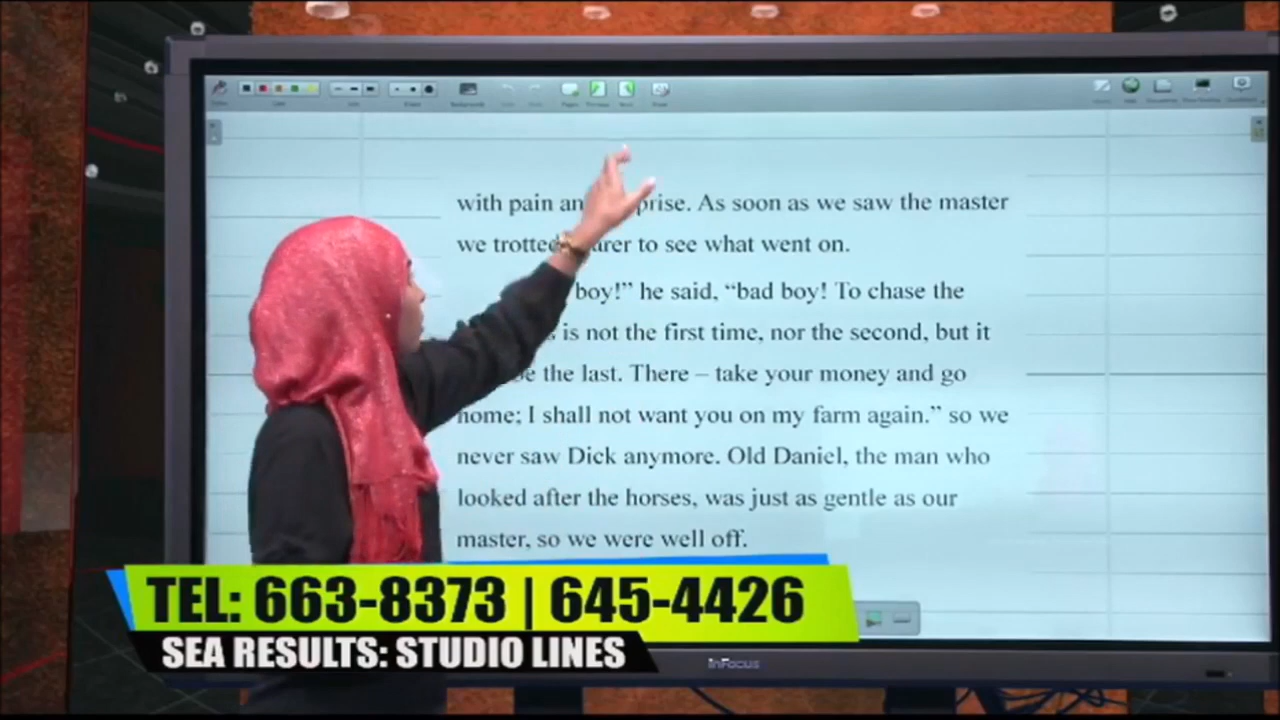 with pain an prise. As soon as we saw the master
we trotted arer to see what went on.
boy!” he said, “bad boy! To chase the
s is not the first time, nor the second, but it
be the last. There – take your money and go
home; I shall not want you on my farm again.” so we
never saw Dick anymore. Old Daniel, the man who
looked after the horses, was just as gentle as our
master, so we were well off.
TEL: 663-8373 | 645-4426
SEA RESULTS: STUDIO LINES
InFocus